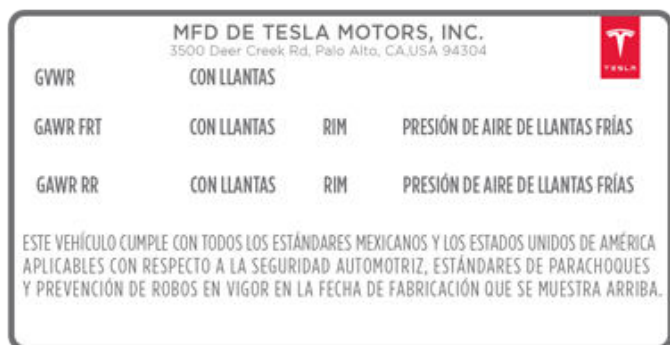 MFD DE TESLA MOTORS, INC.
3500 Deer Creek Rd, Palo Alto, CA,USA 94304
TESLA
GVWR CON LLANTAS
GAWR FRT CON LLANTAS RIM PRESIÓN DE AIRE DE LLANTAS FRÍAS
GAWR RR CON LLANTAS RIM PRESIÓN DE AIRE DE LLANTAS FRÍAS
ESTE VEHÍCULO CUMPLE CON TODOS LOS ESTÁNDARES MEXICANOS Y LOS ESTADOS UNIDOS DE AMÉRICA
APLICABLES CON RESPECTO A LA SEGURIDAD AUTOMOTRIZ, ESTÁNDARES DE PARACHOQUES
Y PREVENCIÓN DE ROBOS EN VIGOR EN LA FECHA DE FABRICACIÓN QUE SE MUESTRA ARRIBA.